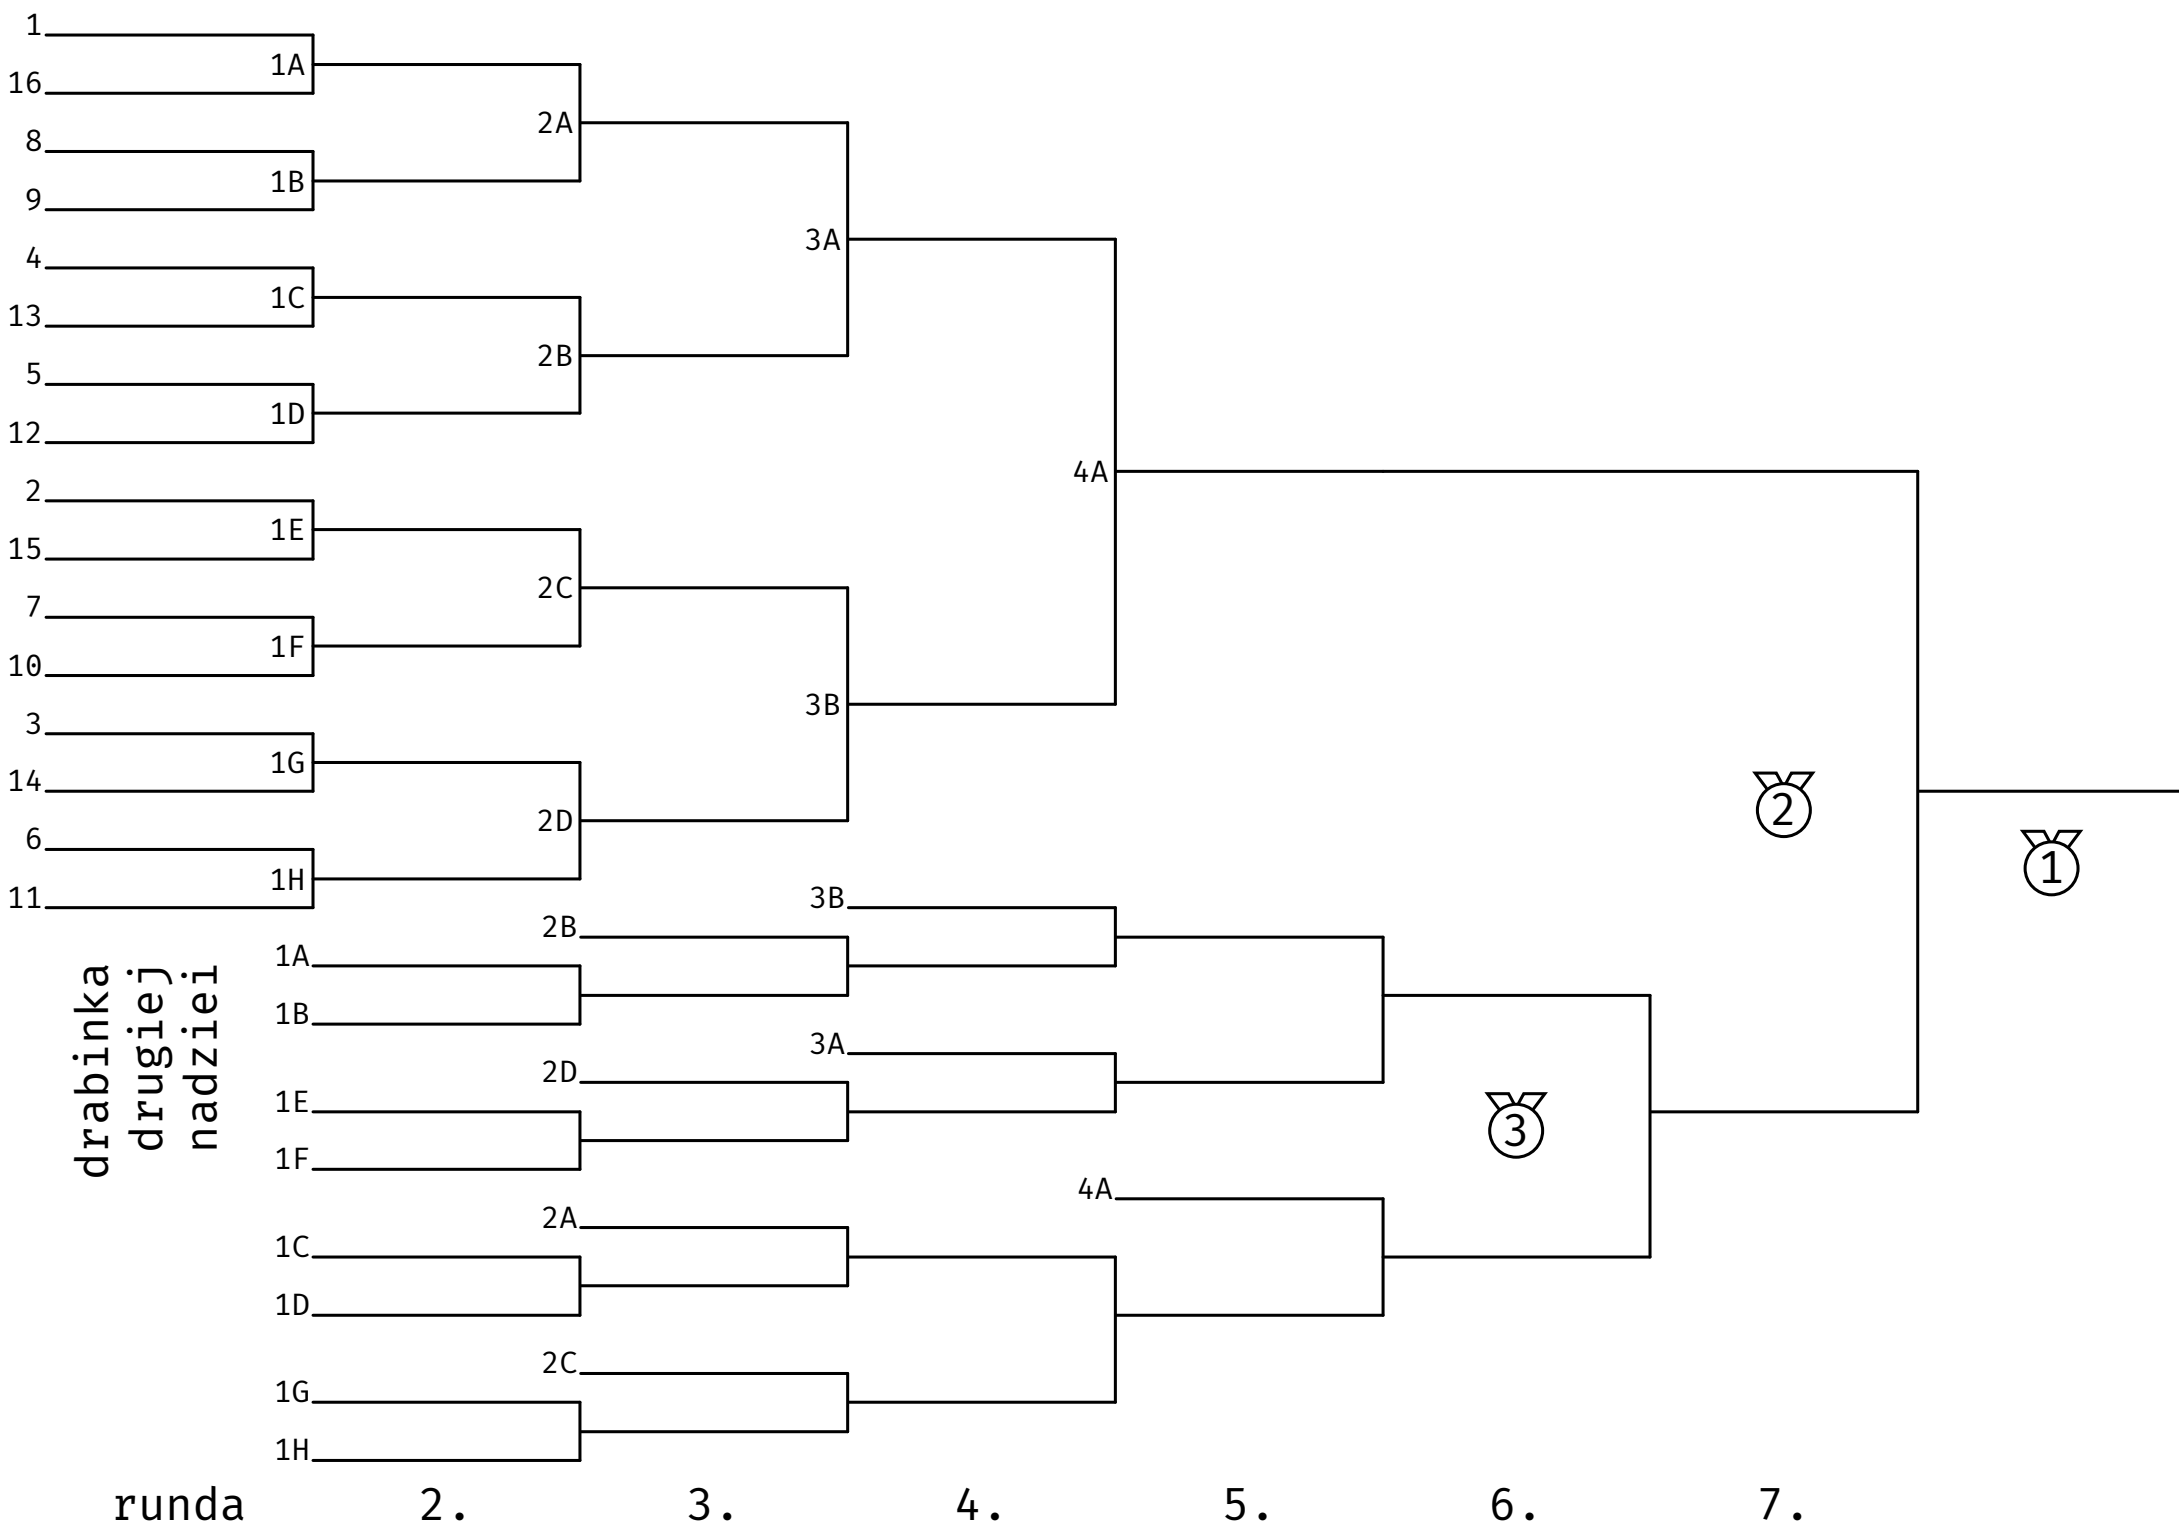 1
1A
16
2A
8
1B
9
3A
4
1C
13
2B
5
1D
12
4A
2
1E
15
2C
7
1F
10
3B
3
1G
14
2D
6
1H
11
2
1
3B
2B
1A
1B
3A
2D
1E
1F
3
4A
2A
1C
1D
2C
1G
1H
drabinka
drugiej
nadziei
runda 2. 3. 4. 5. 6. 7.